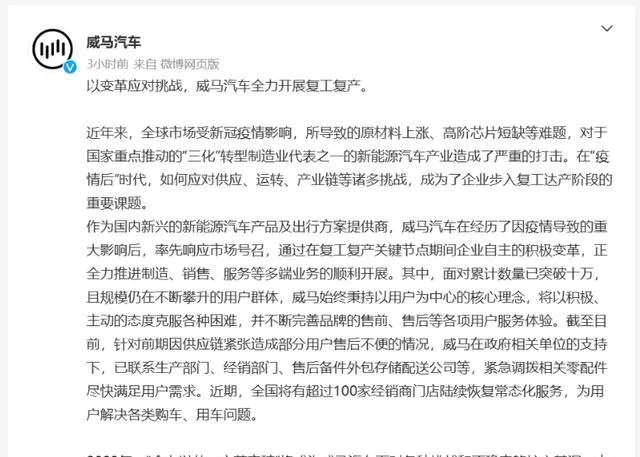 威马汽车
3小时前 来自 微博网页版
以变革应对挑战，威马汽车全力开展复工复产。
近年来，全球市场受新冠疫情影响，所导致的原材料上涨、高阶芯片短缺等难题，对于
国家重点推动的“三化”转型制造业代表之一的新能源汽车产业造成了严重的打击。在“疫
情后”时代，如何应对供应、运转、产业链等诸多挑战，成为了企业步入复工达产阶段的
重要课题。
作为国内新兴的新能源汽车产品及出行方案提供商，威马汽车在经历了因疫情导致的重
大影响后，率先响应市场号召，通过在复工复产关键节点期间企业自主的积极变革，正
全力推进制造、销售、服务等多端业务的顺利开展。其中，面对累计数量已突破十万，
且规模仍在不断攀升的用户群体，威马始终秉持以用户为中心的核心理念，将以积极、
主动的态度克服各种困难，并不断完善品牌的售前、售后等各项用户服务体验。截至目
前，针对前期因供应链紧张造成部分用户售后不便的情况，威马在政府相关单位的支持
下，已联系生产部门、经销部门、售后备件外包存储配送公司等，紧急调拨相关零配件
尽快满足用户需求。近期，全国将有超过100家经销商门店陆续恢复常态化服务，为用
户解决各类购车、用车问题。